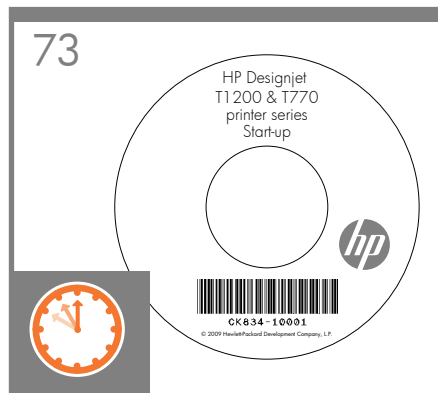 73
HP Designjet
T1200 & T770
printer series
Start-up
hp
CK834-10001
© 2009 Hewlett-Packard Development Company, L.P.